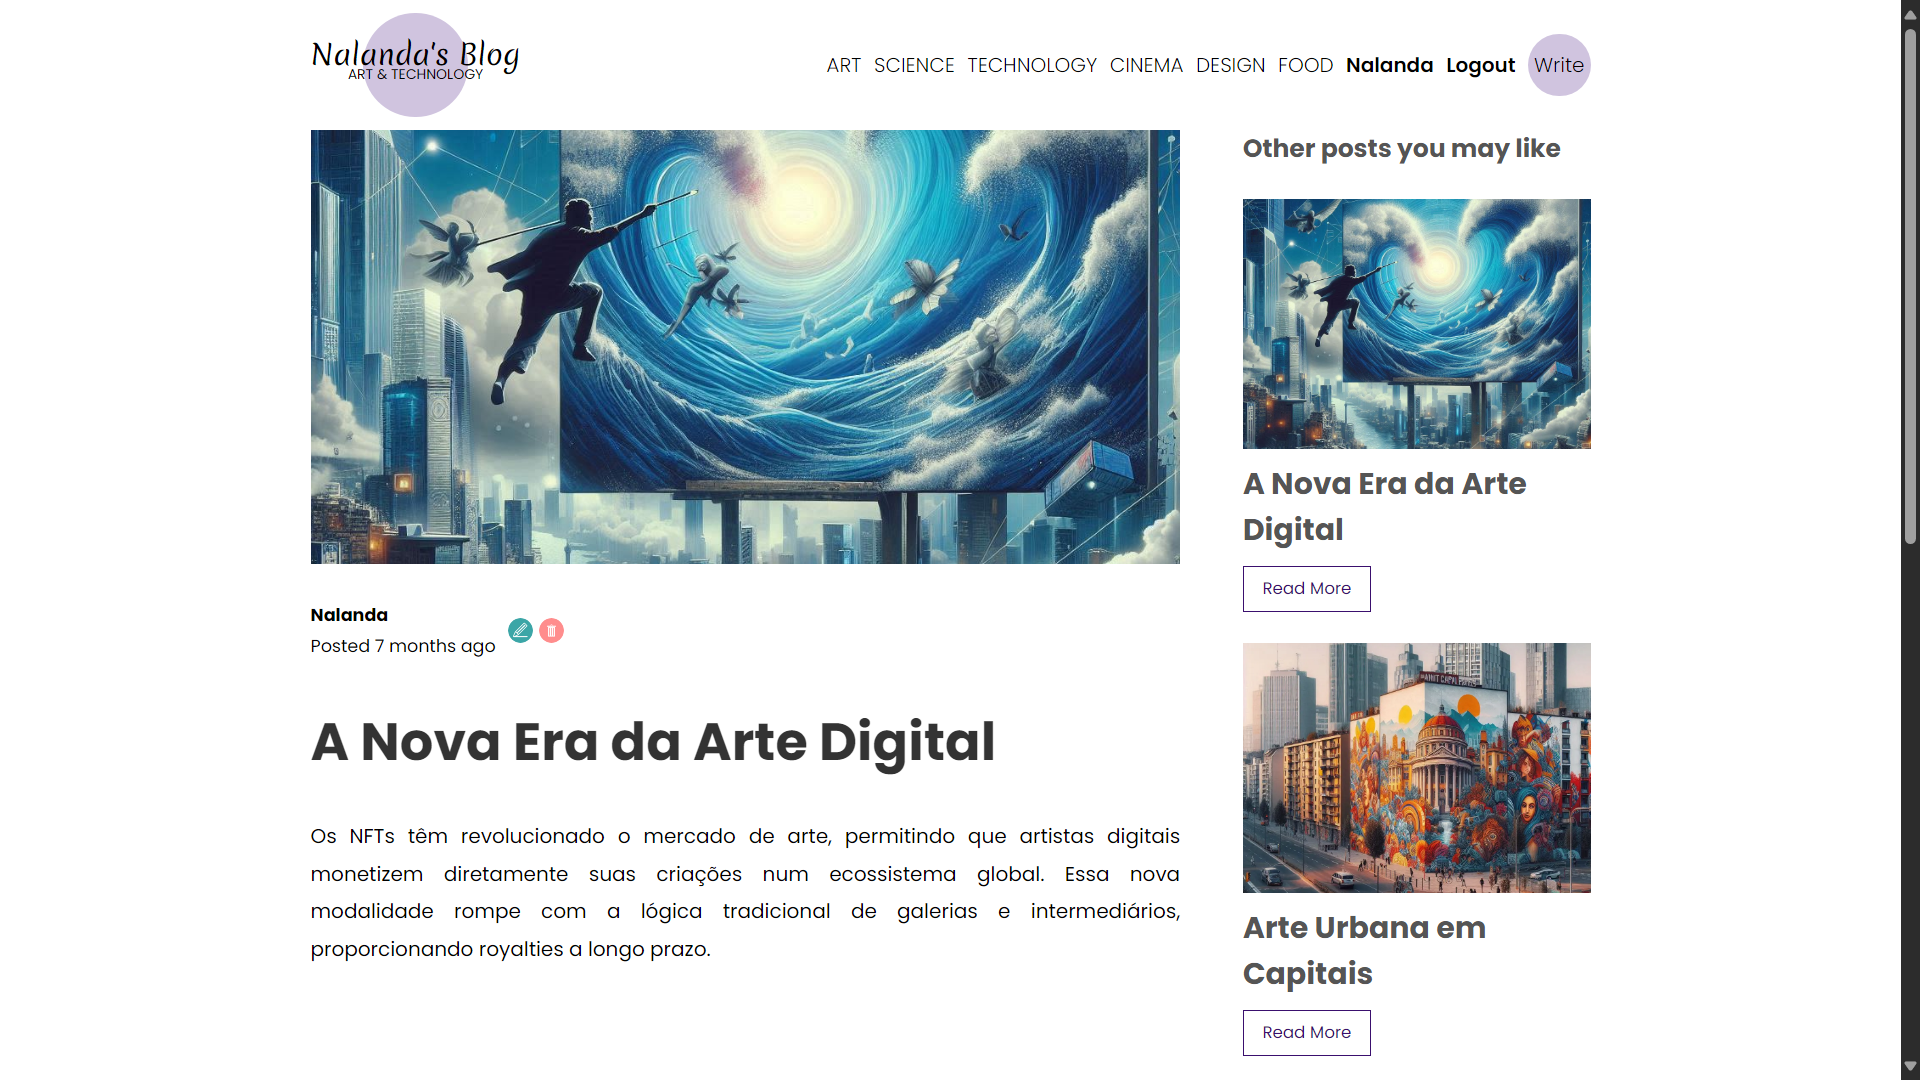 Nalanda's Blog
ART & TECHNOLOGY
ART SCIENCE TECHNOLOGY CINEMA DESIGN FOOD Nalanda Logout Write
Nalanda
Posted 7 months ago
A Nova Era da Arte Digital
Os NFTs têm revolucionado o mercado de arte, permitindo que artistas digitais
monetizem diretamente suas criações num ecossistema global. Essa nova
modalidade rompe com a lógica tradicional de galerias e intermediários,
proporcionando royalties a longo prazo.
Other posts you may like
A Nova Era da Arte
Digital
Read More
Arte Urbana em
Capitais
Read More